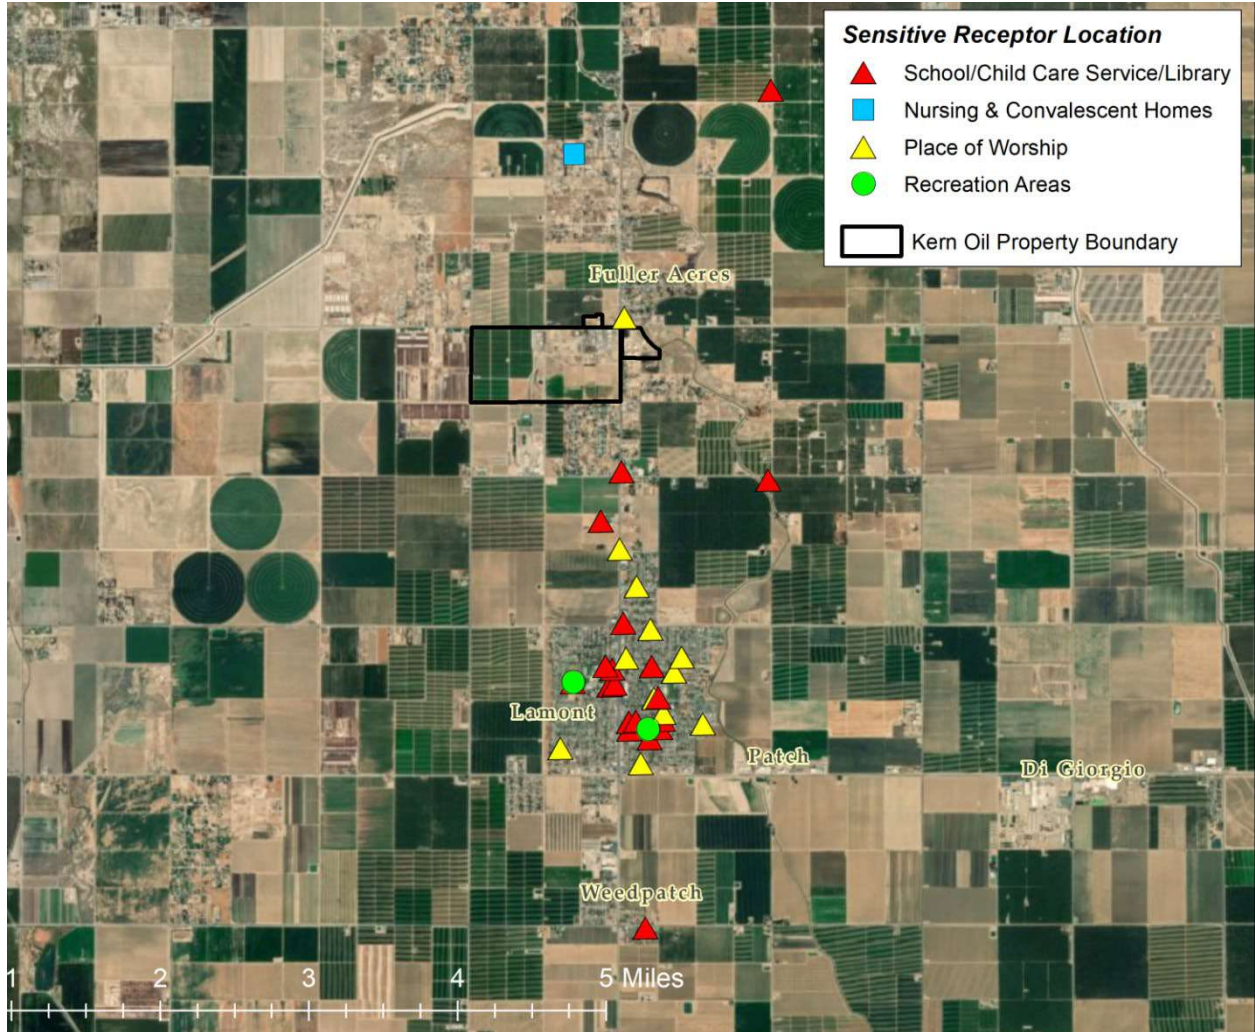 Sensitive Receptor Location
School/Child Care Service/Library
Nursing & Convalescent Homes
Place of Worship
Recreation Areas
Kern Oil Property Boundary
Fuller Acres
Lamont
Patch
Di Giorgio
Weedpatch
1 2 3 4 5 Miles